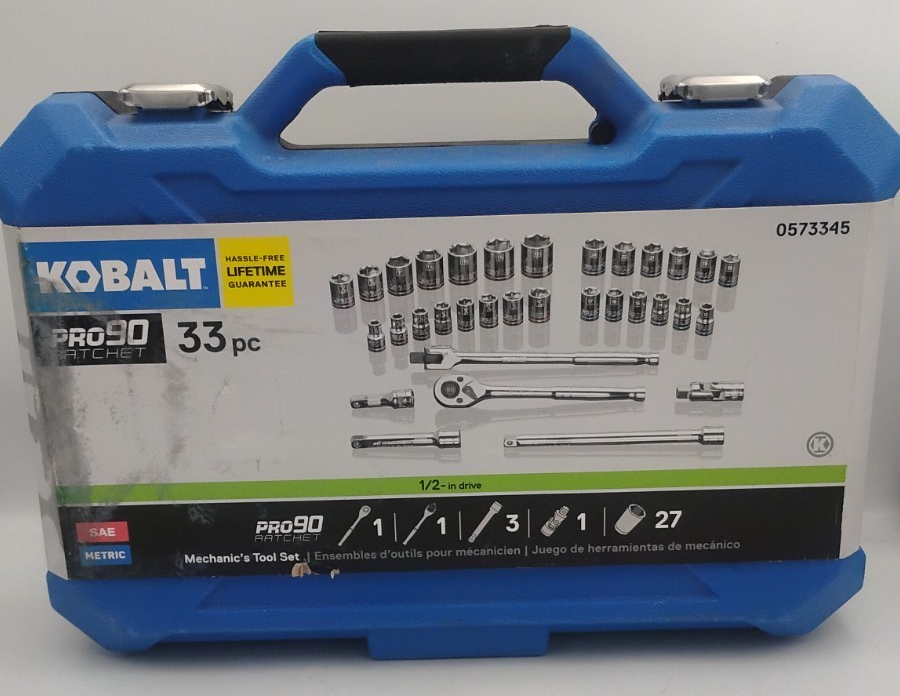 0573345
KOBALT
HASSLE-FREE
LIFETIME
GUARANTEE
PRO90
RATCHET
33 pc
K
1/2- in drive
SAE
METRIC
PRO90
RATCHET
1
1
3
1
27
Mechanic's Tool Set | Ensembles d'outils pour mécanicien | Juego de herramientas de mecánico